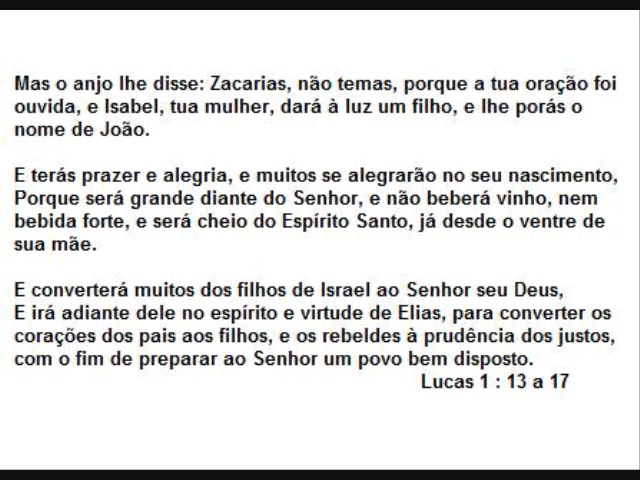 Mas o anjo lhe disse: Zacarias, não temas, porque a tua oração foi
ouvida, e Isabel, tua mulher, dará à luz um filho, e lhe porás o
nome de João.
E terás prazer e alegria, e muitos se alegrarão no seu nascimento,
Porque será grande diante do Senhor, e não beberá vinho, nem
bebida forte, e será cheio do Espírito Santo, já desde o ventre de
sua mãe.
E converterá muitos dos filhos de Israel ao Senhor seu Deus,
E irá adiante dele no espírito e virtude de Elias, para converter os
corações dos pais aos filhos, e os rebeldes à prudência dos justos,
com o fim de preparar ao Senhor um povo bem disposto.
Lucas 1 : 13 a 17